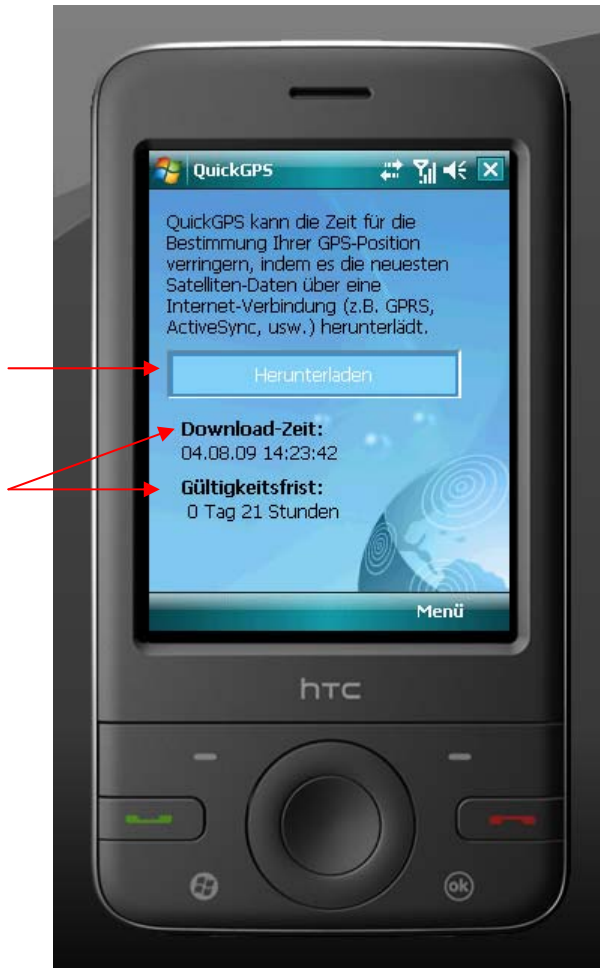 QuickGPS
QuickGPS kann die Zeit für die
Bestimmung Ihrer GPS-Position
verringern, indem es die neuesten
Satelliten-Daten über eine
Internet-Verbindung (z.B. GPRS,
ActiveSync, usw.) herunterlädt.
Herunterladen
Download-Zeit:
04.08.09 14:23:42
Gültigkeitsfrist:
0 Tag 21 Stunden
Menü
hTC
ok